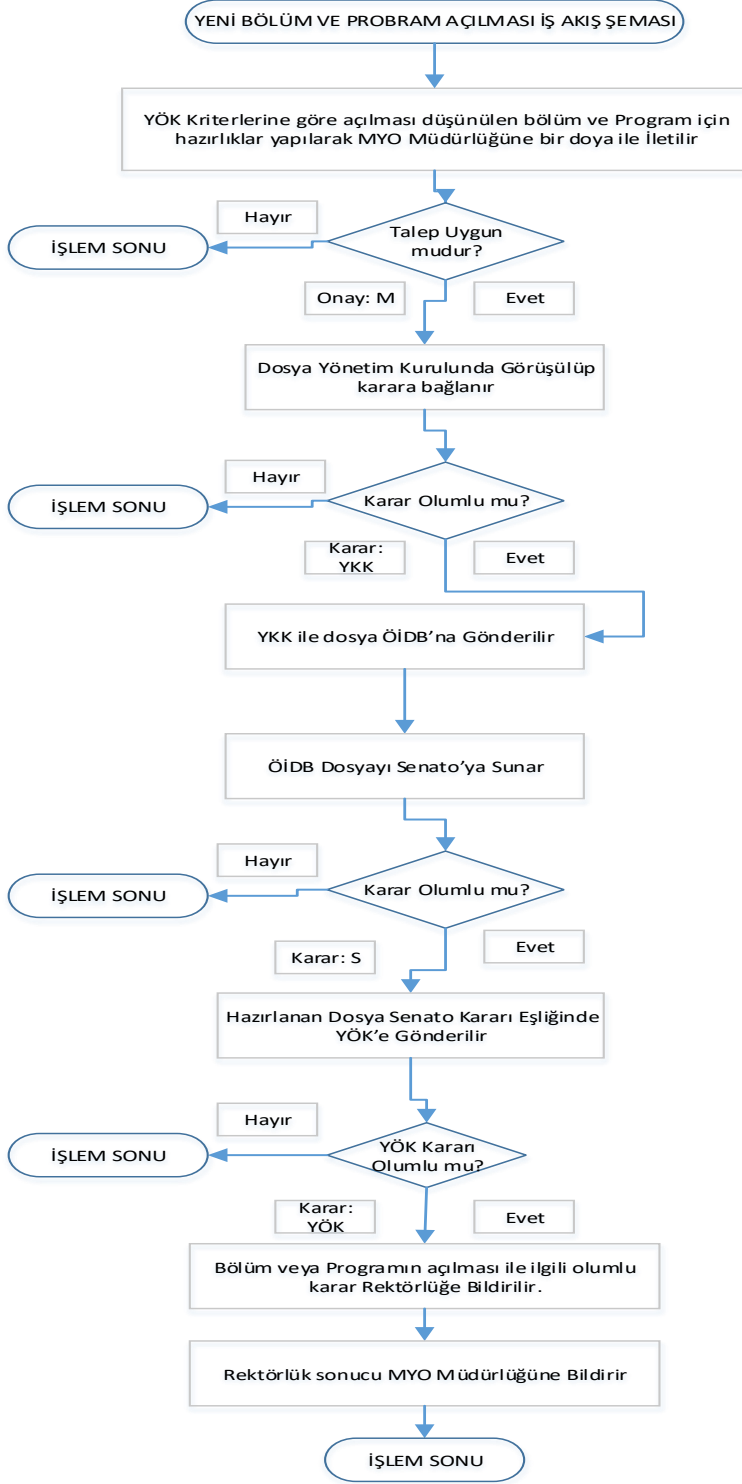 YENİ BÖLÜM VE PROBRAM AÇILMASI İŞ AKIŞ ŞEMASI
YÖK Kriterlerine göre açılması düşünülen bölüm ve Program için
hazırlıklar yapılarak MYO Müdürlüğüne bir doya ile İletilir
Hayır
İŞLEM SONU
Talep Uygun
mudur?
Onay: M
Evet
Dosya Yönetim Kurulunda Görüşülüp
karara bağlanır
Hayır
İŞLEM SONU
Karar Olumlu mu?
Karar:
YKK
Evet
YKK ile dosya ÖİDB’na Gönderilir
ÖİDB Dosyayı Senato’ya Sunar
Hayır
İŞLEM SONU
Karar Olumlu mu?
Karar: S
Evet
Hazırlanan Dosya Senato Kararı Eşliğinde
YÖK’e Gönderilir
Hayır
İŞLEM SONU
YÖK Kararı
Olumlu mu?
Karar:
YÖK
Evet
Bölüm veya Programın açılması ile ilgili olumlu
karar Rektörlüğe Bildirilir.
Rektörlük sonucu MYO Müdürlüğüne Bildirir
İŞLEM SONU